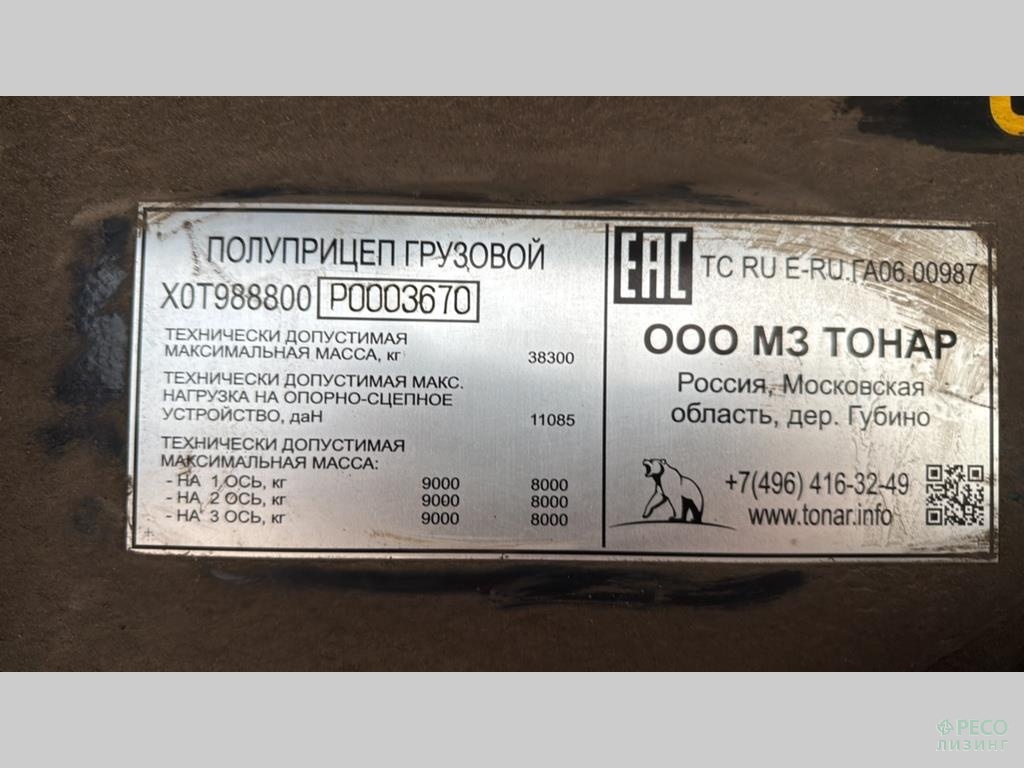 ПОЛУПРИЦЕП ГРУЗОВОЙ
X0T988800 P0003670
ТЕХНИЧЕСКИ ДОПУСТИМАЯ
МАКСИМАЛЬНАЯ МАССА, кг 38300
ТЕХНИЧЕСКИ ДОПУСТИМАЯ МАКС.
НАГРУЗКА НА ОПОРНО-СЦЕПНОЕ
УСТРОЙСТВО, даН 11085
ТЕХНИЧЕСКИ ДОПУСТИМАЯ
МАКСИМАЛЬНАЯ МАССА:
- НА 1 ОСЬ, кг 9000 8000
- НА 2 ОСЬ, кг 9000 8000
- НА 3 ОСЬ, кг 9000 8000
EAC TC RU E-RU.ГА06.00987
ООО МЗ ТОНАР
Россия, Московская
область, дер. Губино
+7(496) 416-32-49
www.tonar.info
РЕСО
ЛИЗИНГ